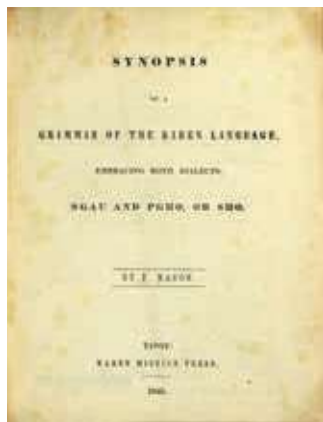 SYNOPSIS
OF A
GRAMMAR OF THE KAREN LANGUAGE,
EMBRACING BOTH DIALECTS,
SGAU AND PGHO, OR SHO.
BY F. MASON.
TAVOY:
KAREN MISSION PRESS.